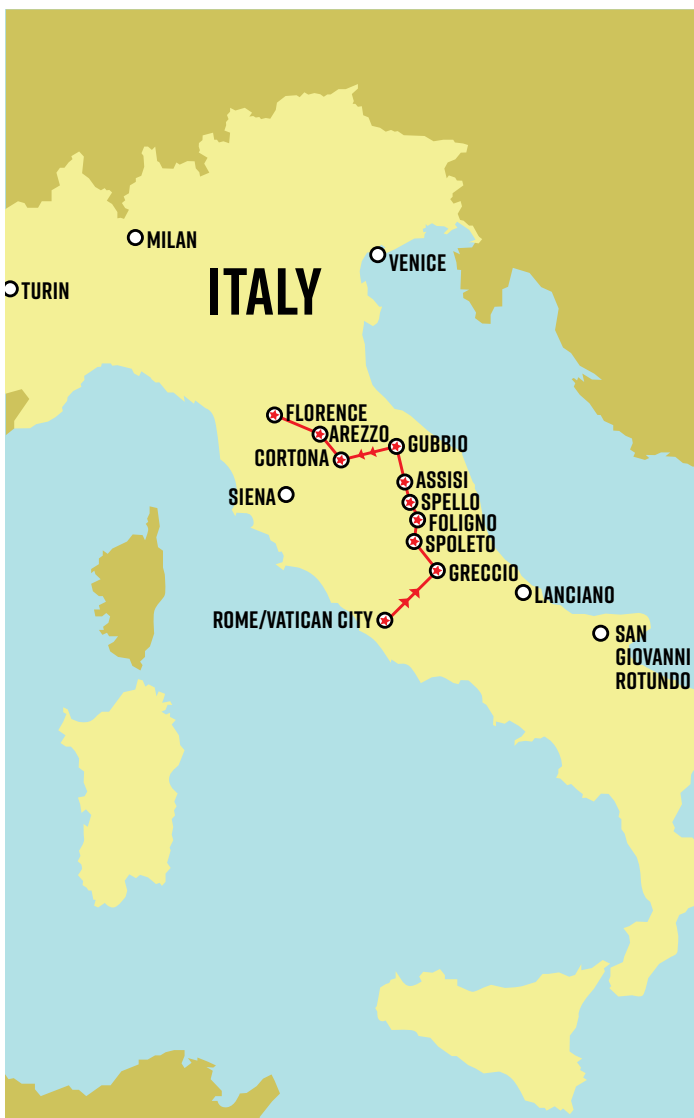 MILAN
VENICE
TURIN
ITALY
FLORENCE
AREZZO
GUBBIO
CORTONA
ASSISI
SIENA
SPELLO
FOLIGNO
SPOLETO
GRECCIO
LANCIANO
ROME/VATICAN CITY
SAN
GIOVANNI
ROTUNDO